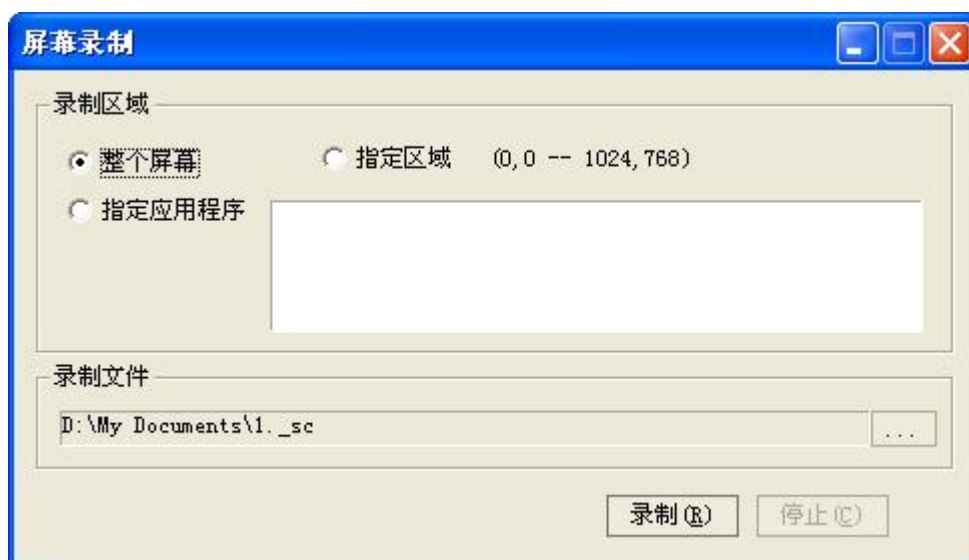 屏幕录制
录制区域
整个屏幕 指定区域 (0,0 -- 1024,768)
指定应用程序
录制文件
D:\My Documents\1._sc
...
录制(R) 停止(C)